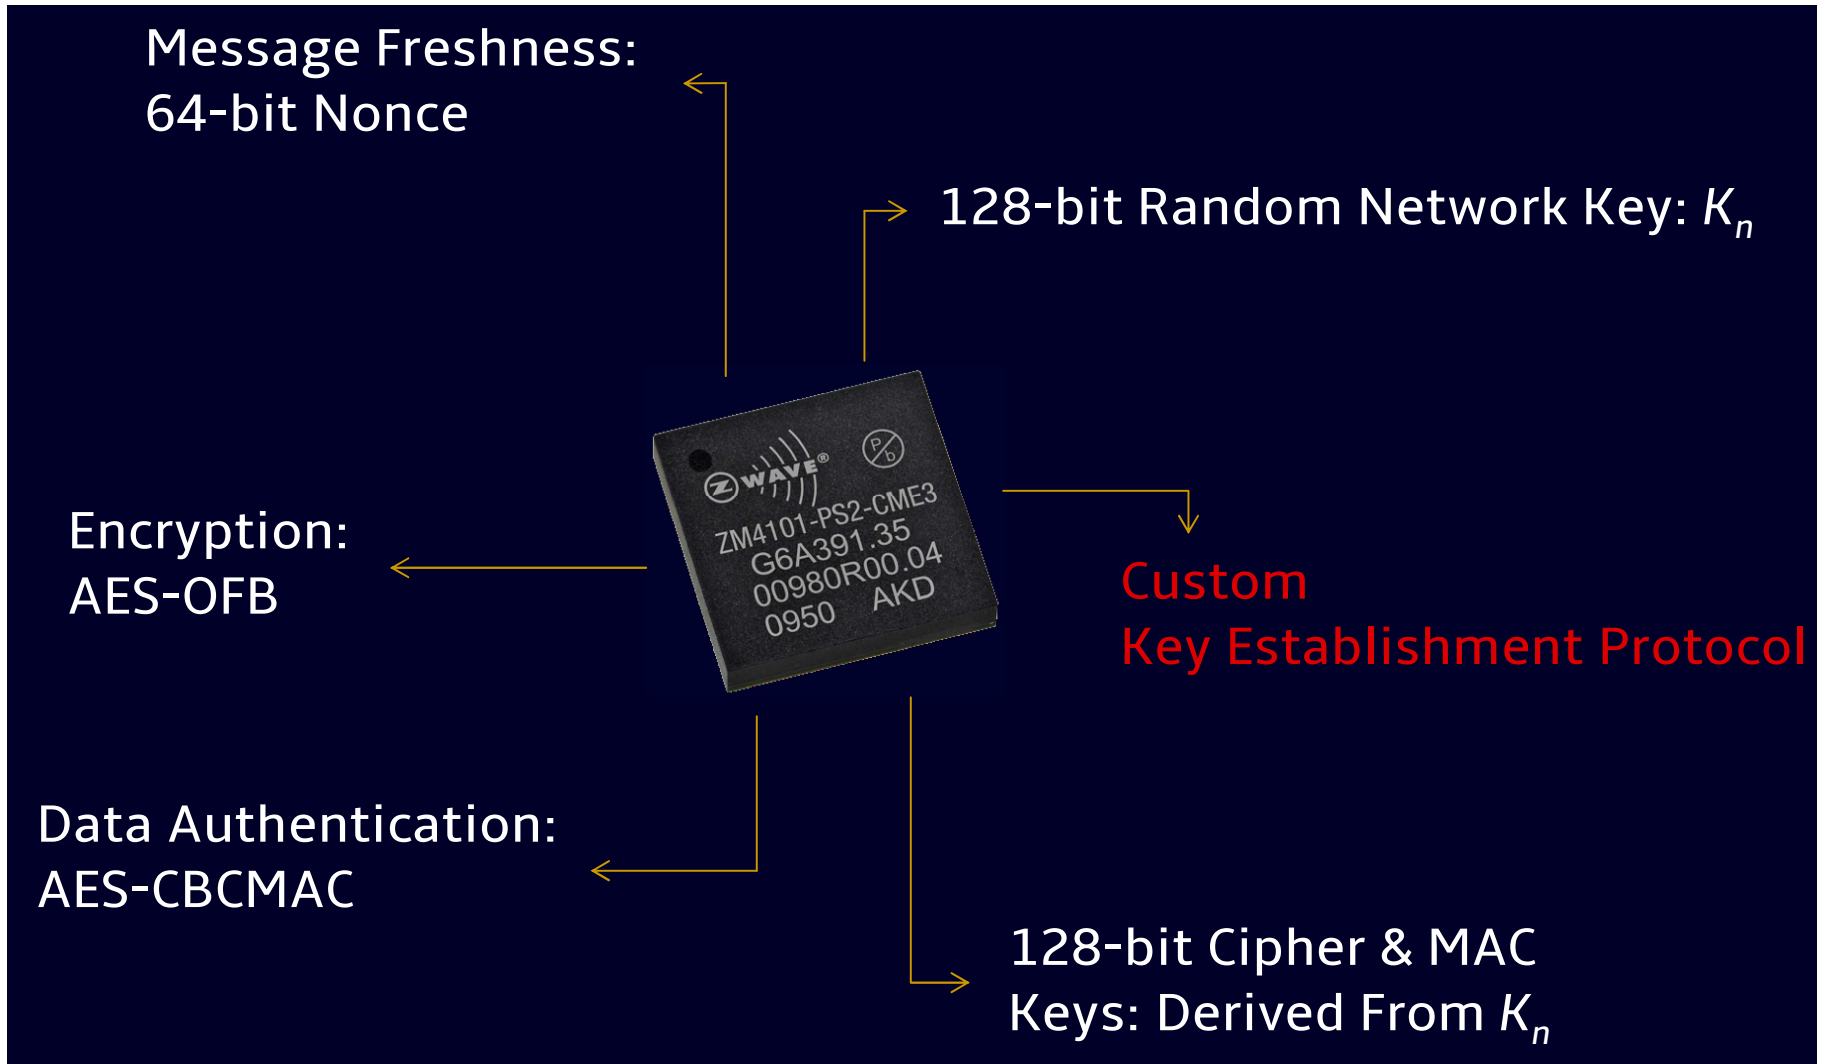 Message Freshness:
64-bit Nonce
128-bit Random Network Key: Kn
Z WAVE®
Pb
ZM4101-PS2-CME3
G6A391.35
00980R00.04
0950 AKD
Encryption:
AES-OFB
Custom
Key Establishment Protocol
Data Authentication:
AES-CBCMAC
128-bit Cipher & MAC
Keys: Derived From Kn